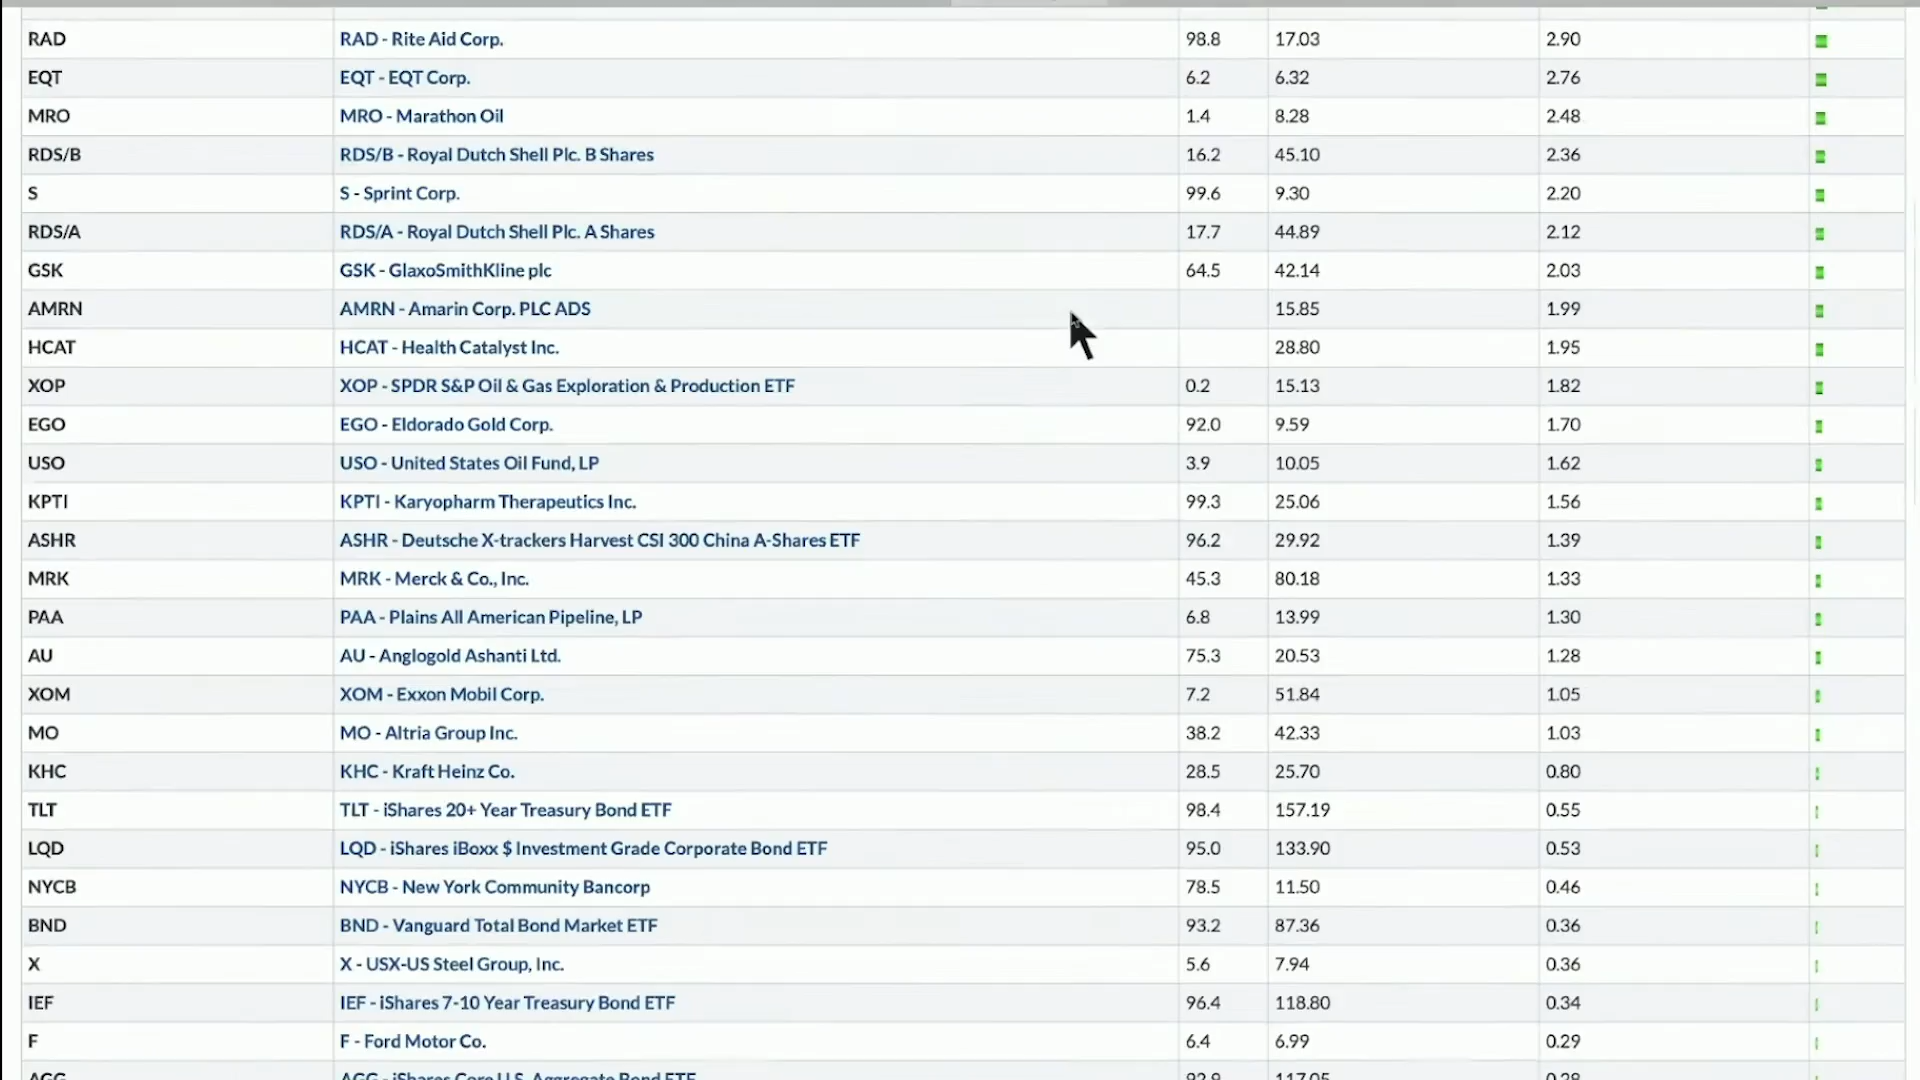 RAD RAD - Rite Aid Corp. 98.8 17.03 2.90
EQT EQT - EQT Corp. 6.2 6.32 2.76
MRO MRO - Marathon Oil 1.4 8.28 2.48
RDS/B RDS/B - Royal Dutch Shell Plc. B Shares 16.2 45.10 2.36
S S - Sprint Corp. 99.6 9.30 2.20
RDS/A RDS/A - Royal Dutch Shell Plc. A Shares 17.7 44.89 2.12
GSK GSK - GlaxoSmithKline plc 64.5 42.14 2.03
AMRN AMRN - Amarin Corp. PLC ADS 15.85 1.99
HCAT HCAT - Health Catalyst Inc. 28.80 1.95
XOP XOP - SPDR S&P Oil & Gas Exploration & Production ETF 0.2 15.13 1.82
EGO EGO - Eldorado Gold Corp. 92.0 9.59 1.70
USO USO - United States Oil Fund, LP 3.9 10.05 1.62
KPTI KPTI - Karyopharm Therapeutics Inc. 99.3 25.06 1.56
ASHR ASHR - Deutsche X-trackers Harvest CSI 300 China A-Shares ETF 96.2 29.92 1.39
MRK MRK - Merck & Co., Inc. 45.3 80.18 1.33
PAA PAA - Plains All American Pipeline, LP 6.8 13.99 1.30
AU AU - Anglogold Ashanti Ltd. 75.3 20.53 1.28
XOM XOM - Exxon Mobil Corp. 7.2 51.84 1.05
MO MO - Altria Group Inc. 38.2 42.33 1.03
KHC KHC - Kraft Heinz Co. 28.5 25.70 0.80
TLT TLT - iShares 20+ Year Treasury Bond ETF 98.4 157.19 0.55
LQD LQD - iShares iBoxx $ Investment Grade Corporate Bond ETF 95.0 133.90 0.53
NYCB NYCB - New York Community Bancorp 78.5 11.50 0.46
BND BND - Vanguard Total Bond Market ETF 93.2 87.36 0.36
X X - USX-US Steel Group, Inc. 5.6 7.94 0.36
IEF IEF - iShares 7-10 Year Treasury Bond ETF 96.4 118.80 0.34
F F - Ford Motor Co. 6.4 6.99 0.29
AGG AGG - iShares Core U.S. Aggregate Bond ETF 117.05